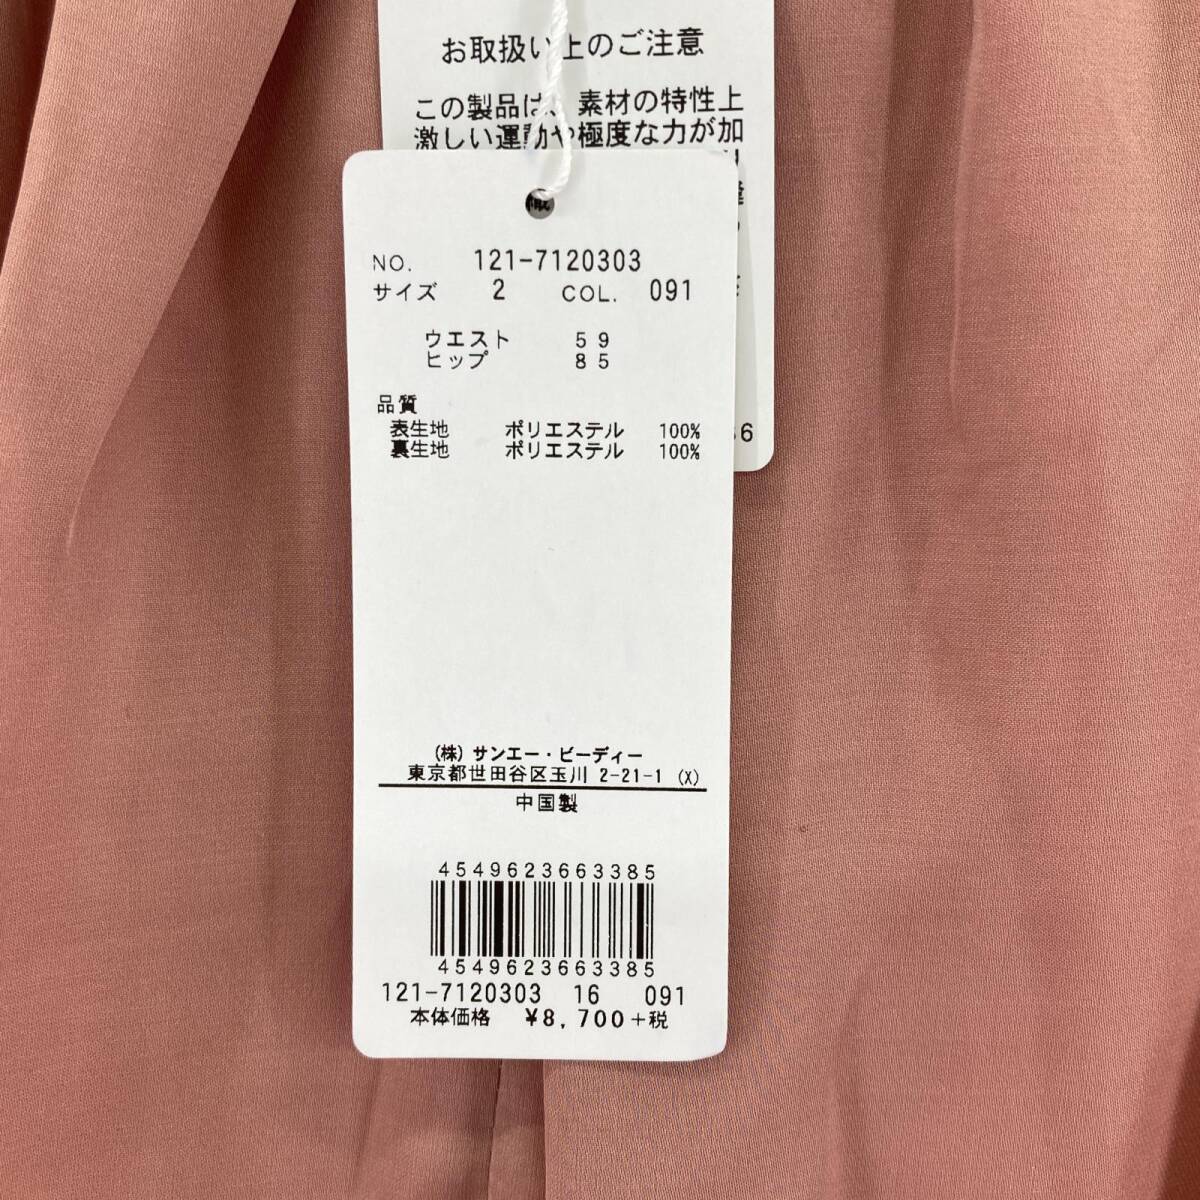 お取扱い上のご注意
この製品は、素材の特性上
激しい運動や極度な力が加
NO. 121-7120303
サイズ 2 COL. 091
ウエスト 59
ヒップ 85
品質
表生地 ポリエステル 100%
裏生地 ポリエステル 100%
6
(株) サンエー・ビーディー
東京都世田谷区玉川 2-21-1 (X)
中国製
4549623663385
4549623663385
121-7120303 16 091
本体価格 ¥8,700+税